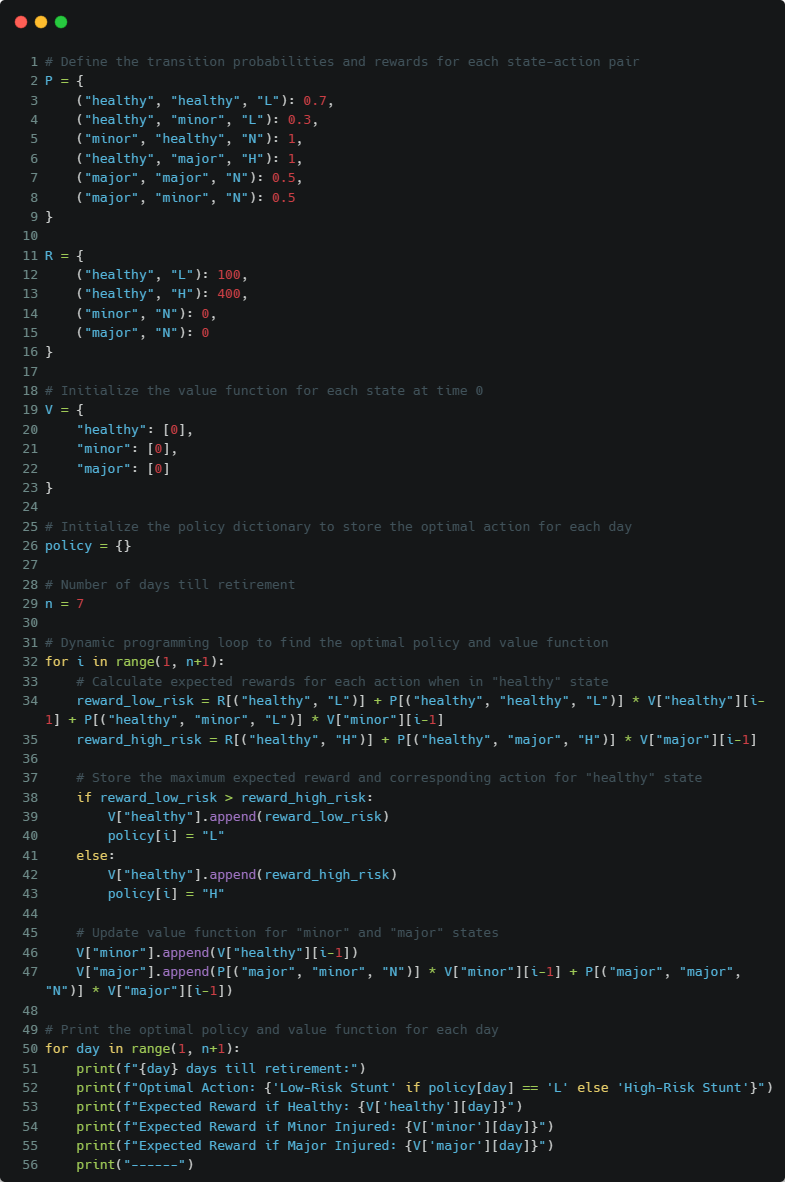 1 # Define the transition probabilities and rewards for each state-action pair
2 P = {
3     ("healthy", "healthy", "L"): 0.7,
4     ("healthy", "minor", "L"): 0.3,
5     ("minor", "healthy", "N"): 1,
6     ("healthy", "major", "H"): 1,
7     ("major", "major", "N"): 0.5,
8     ("major", "minor", "N"): 0.5
9 }
10
11 R = {
12     ("healthy", "L"): 100,
13     ("healthy", "H"): 400,
14     ("minor", "N"): 0,
15     ("major", "N"): 0
16 }
17
18 # Initialize the value function for each state at time 0
19 V = {
20     "healthy": [0],
21     "minor": [0],
22     "major": [0]
23 }
24
25 # Initialize the policy dictionary to store the optimal action for each day
26 policy = {}
27
28 # Number of days till retirement
29 n = 7
30
31 # Dynamic programming loop to find the optimal policy and value function
32 for i in range(1, n+1):
33     # Calculate expected rewards for each action when in "healthy" state
34     reward_low_risk = R[("healthy", "L")] + P[("healthy", "healthy", "L")] * V["healthy"][i-
1] + P[("healthy", "minor", "L")] * V["minor"][i-1]
35     reward_high_risk = R[("healthy", "H")] + P[("healthy", "major", "H")] * V["major"][i-1]
36
37     # Store the maximum expected reward and corresponding action for "healthy" state
38     if reward_low_risk > reward_high_risk:
39         V["healthy"].append(reward_low_risk)
40         policy[i] = "L"
41     else:
42         V["healthy"].append(reward_high_risk)
43         policy[i] = "H"
44
45     # Update value function for "minor" and "major" states
46     V["minor"].append(V["healthy"][i-1])
47     V["major"].append(P[("major", "minor", "N")] * V["minor"][i-1] + P[("major", "major",
"N")] * V["major"][i-1])
48
49 # Print the optimal policy and value function for each day
50 for day in range(1, n+1):
51     print(f"{day} days till retirement:")
52     print(f"Optimal Action: {'Low-Risk Stunt' if policy[day] == 'L' else 'High-Risk Stunt'}")
53     print(f"Expected Reward if Healthy: {V['healthy'][day]}")
54     print(f"Expected Reward if Minor Injured: {V['minor'][day]}")
55     print(f"Expected Reward if Major Injured: {V['major'][day]}")
56     print("------")